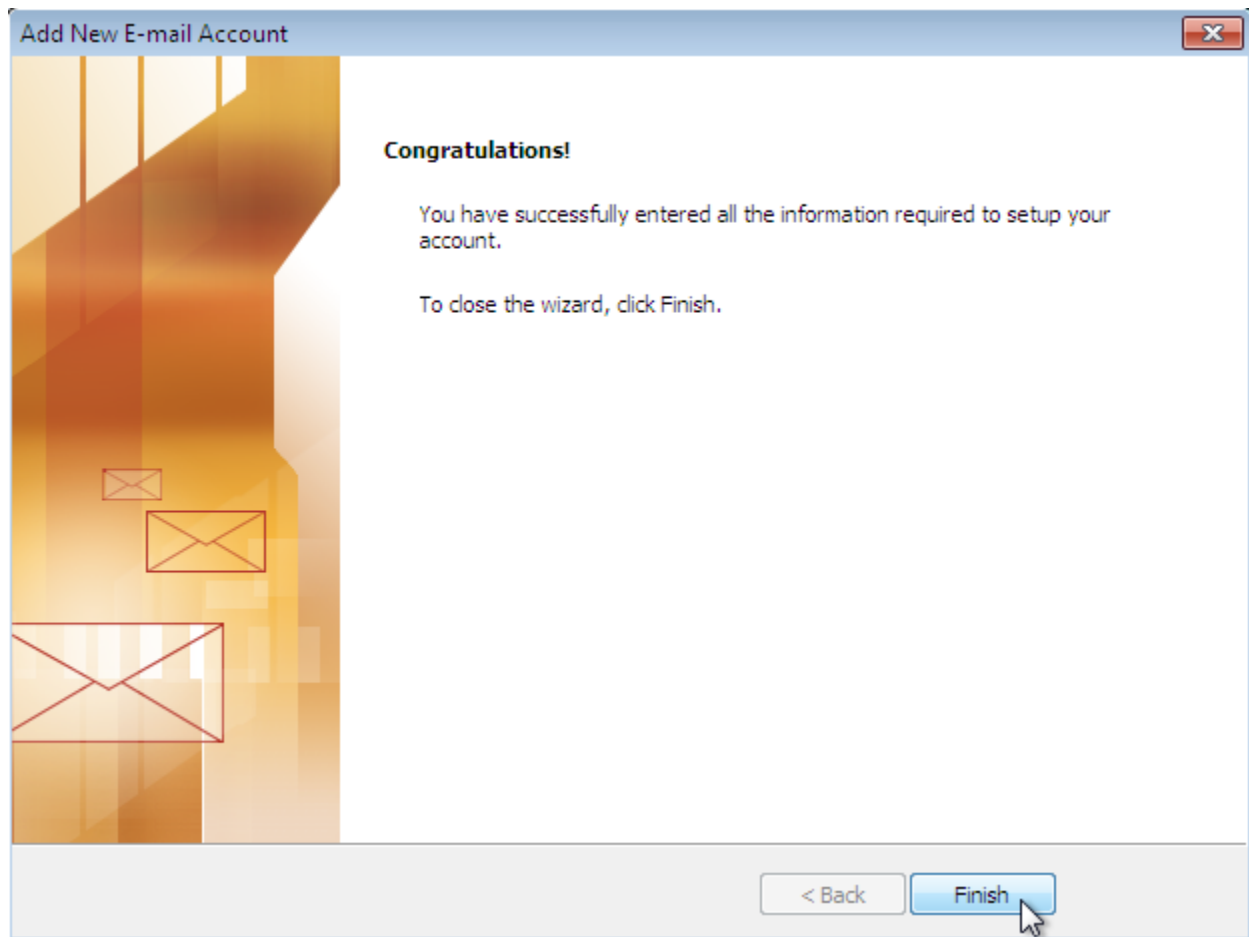 Add New E-mail Account
Congratulations!
You have successfully entered all the information required to setup your
account.
To close the wizard, click Finish.
< Back
Finish